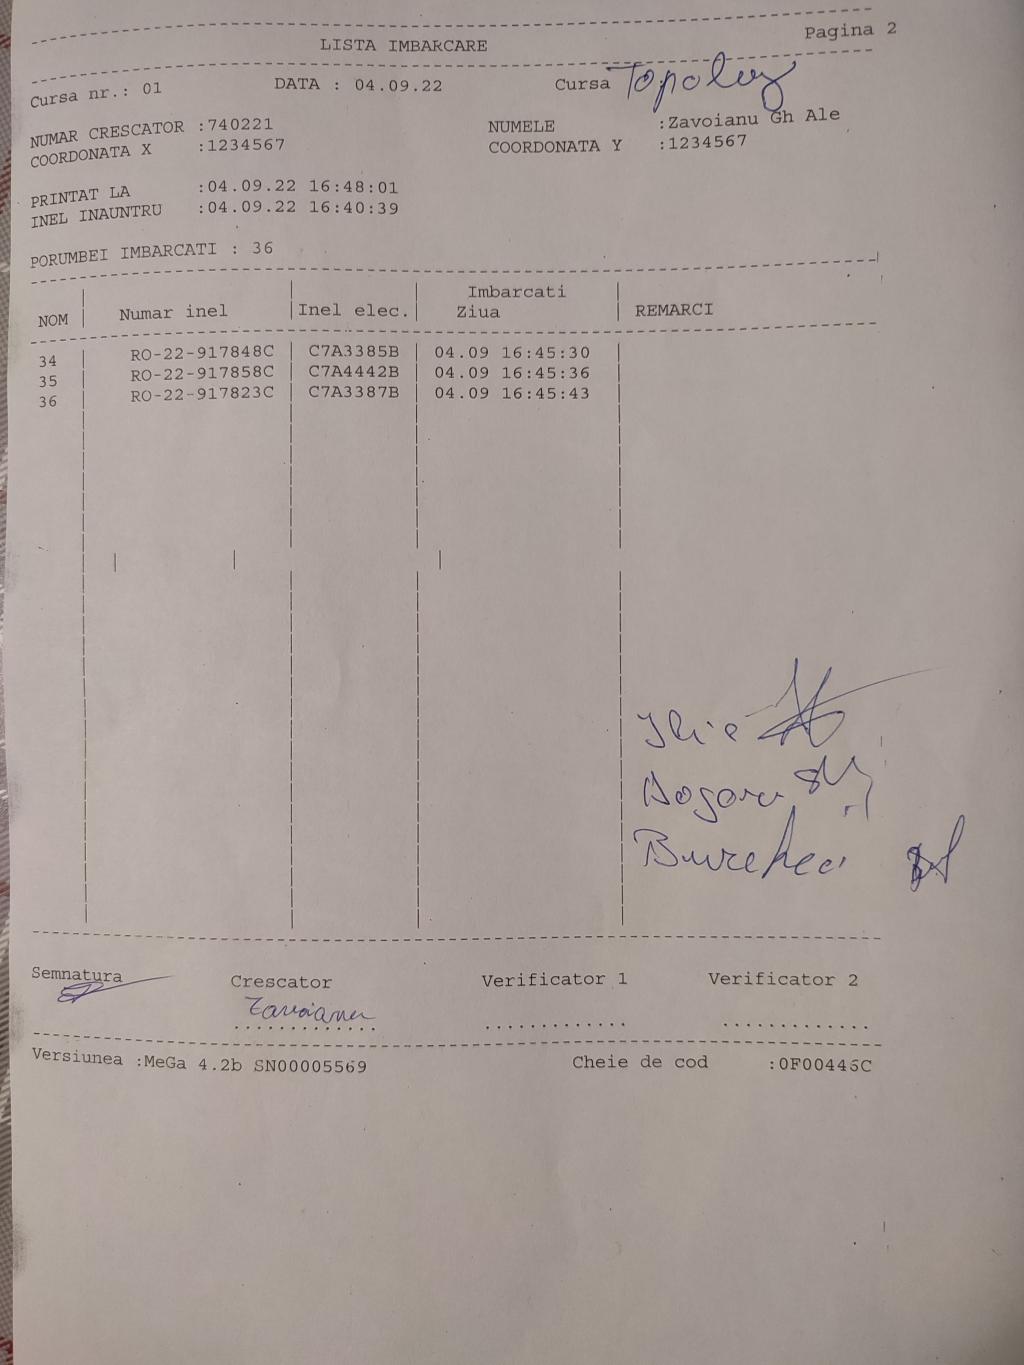 Pagina 2
LISTA IMBARCARE
Cursa nr.: 01 DATA : 04.09.22 Cursa : Topolog
NUMAR CRESCATOR :740221 NUMELE :Zavoianu Gh Ale
COORDONATA X :1234567 COORDONATA Y :1234567
PRINTAT LA :04.09.22 16:48:01
INEL INAUNTRU :04.09.22 16:40:39
PORUMBEI IMBARCATI : 36
Imbarcati
NOM Numar inel Inel elec. Ziua REMARCI
34 RO-22-917848C C7A3385B 04.09 16:45:30
35 RO-22-917858C C7A4442B 04.09 16:45:36
36 RO-22-917823C C7A3387B 04.09 16:45:43
Ilie
Semnatura Crescator Verificator 1 Verificator 2
Zavoianu
Versiunea :MeGa 4.2b SN00005569 Cheie de cod :0F00446C